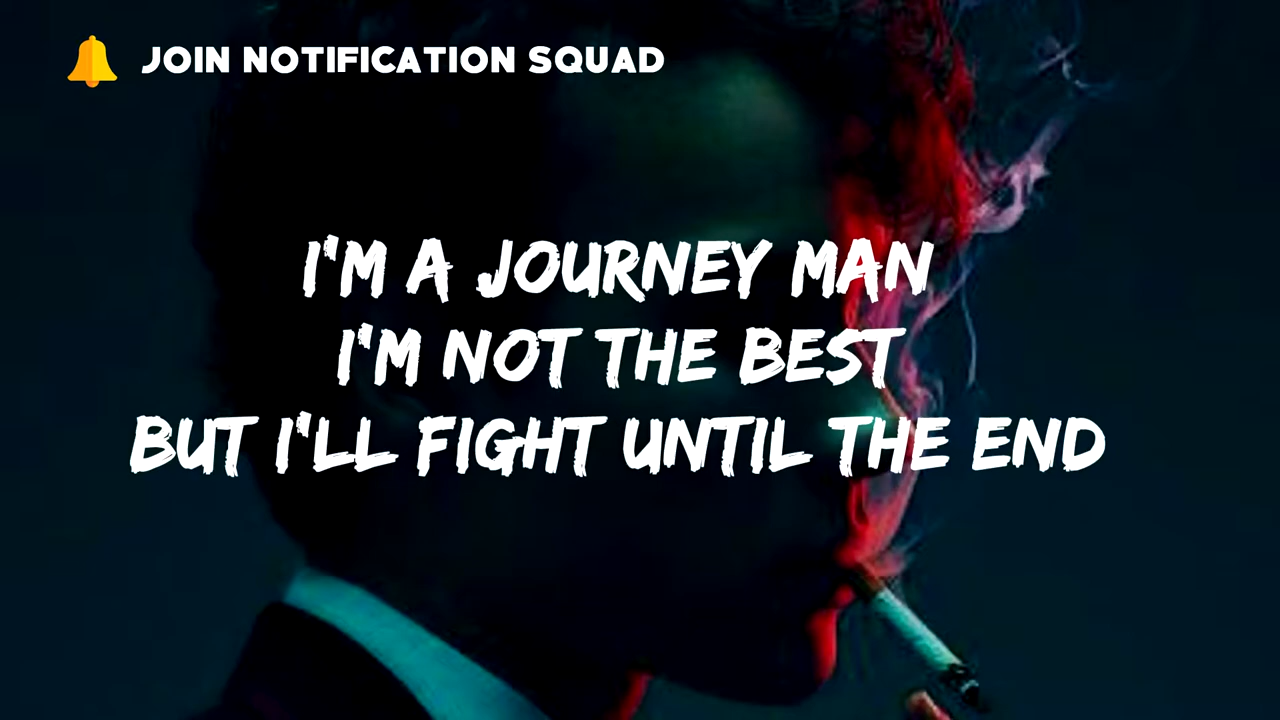 JOIN NOTIFICATION SQUAD
I'M A JOURNEY MAN
I'M NOT THE BEST
BUT I'LL FIGHT UNTIL THE END